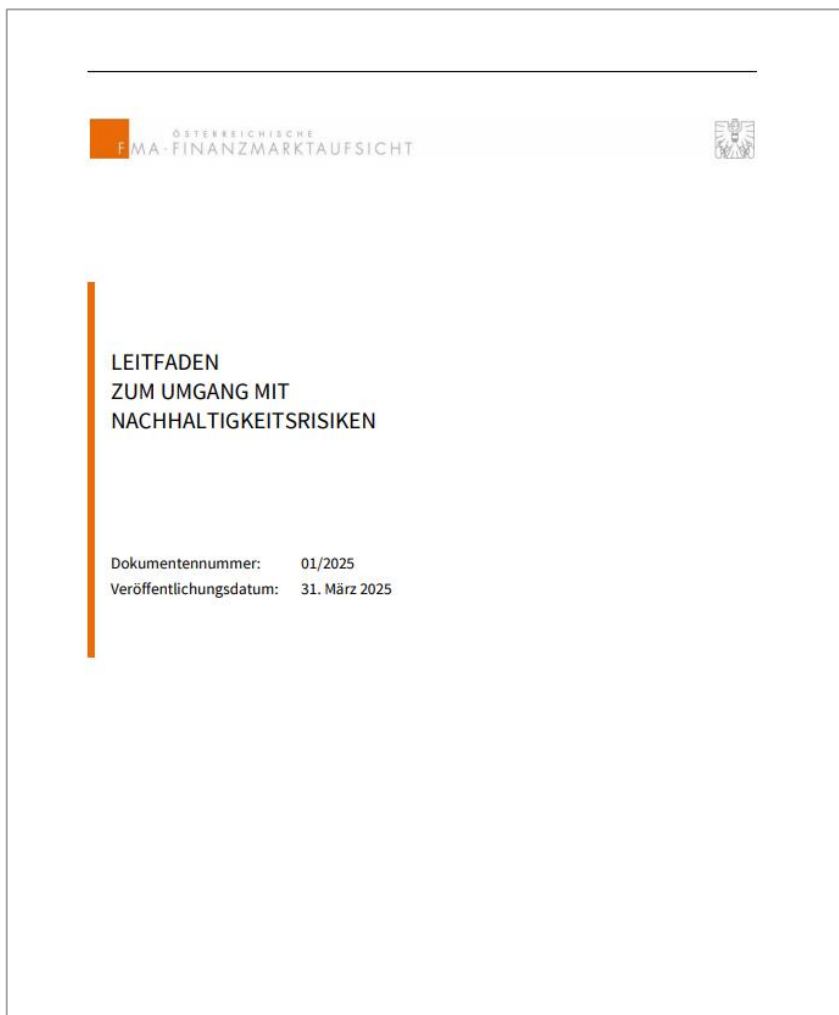 ÖSTERREICHISCHE
FMA-FINANZMARKTAUFSICHT
LEITFADEN
ZUM UMGANG MIT
NACHHALTIGKEITSRISIKEN
Dokumentennummer: 01/2025
Veröffentlichungsdatum: 31. März 2025